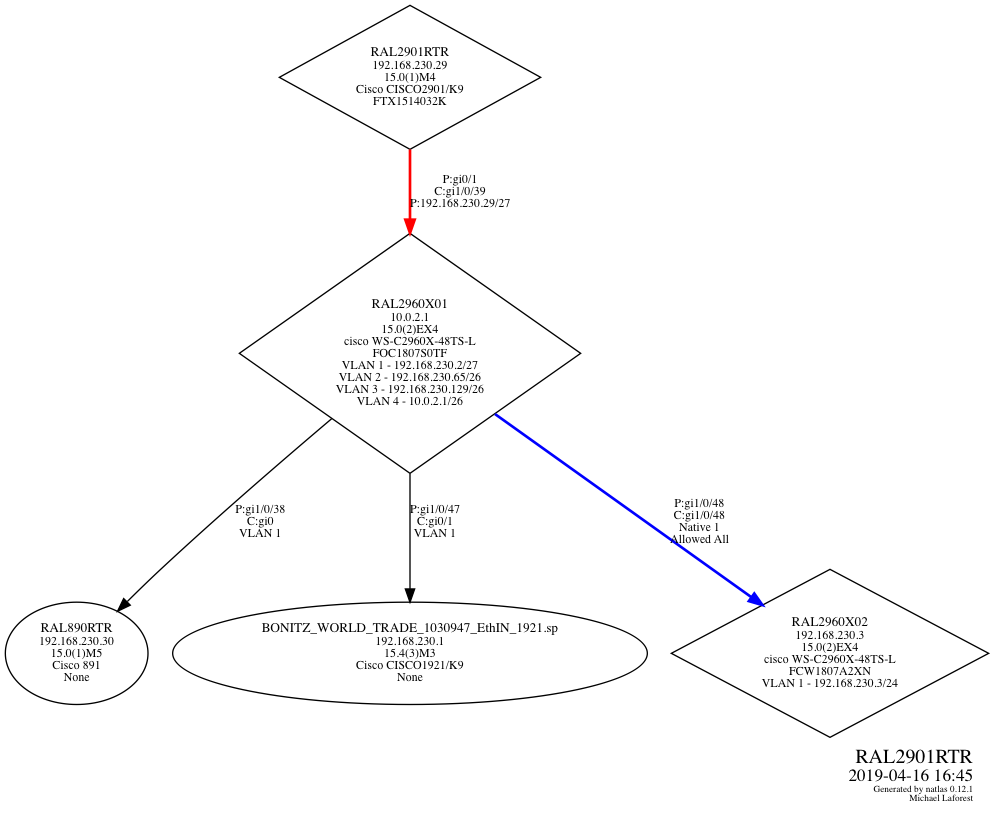 RAL2901RTR
192.168.230.29
15.0(1)M4
Cisco CISCO2901/K9
FTX1514032K
P:gi0/1
C:gi1/0/39
P:192.168.230.29/27
RAL2960X01
10.0.2.1
15.0(2)EX4
cisco WS-C2960X-48TS-L
FOC1807S0TF
VLAN 1 - 192.168.230.2/27
VLAN 2 - 192.168.230.65/26
VLAN 3 - 192.168.230.129/26
VLAN 4 - 10.0.2.1/26
P:gi1/0/38
C:gi0
VLAN 1
P:gi1/0/47
C:gi0/1
VLAN 1
P:gi1/0/48
C:gi1/0/48
Native 1
Allowed All
RAL890RTR
192.168.230.30
15.0(1)M5
Cisco 891
None
BONITZ_WORLD_TRADE_1030947_EthIN_1921.sp
192.168.230.1
15.4(3)M3
Cisco CISCO1921/K9
None
RAL2960X02
192.168.230.3
15.0(2)EX4
cisco WS-C2960X-48TS-L
FCW1807A2XN
VLAN 1 - 192.168.230.3/24
RAL2901RTR
2019-04-16 16:45
Generated by natlas 0.12.1
Michael Laforest